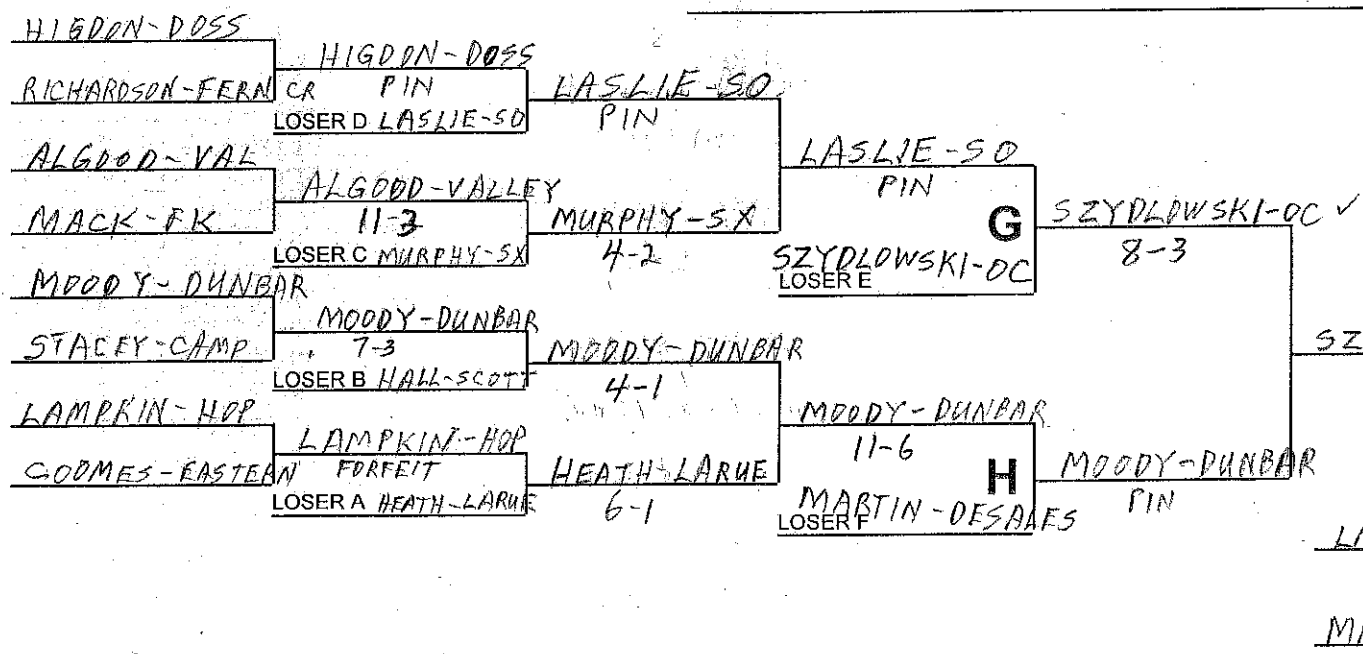 HIGDON-DOSS
RICHARDSON-FERN CR
ALGOOD-VAL
MACK-FK
MOODY-DUNBAR
STACEY-CAMP
LAMPKIN-HOP
GOOMES-EASTERN
HIGDON-DOSS
PIN
LOSER D LASLIE-SO
ALGOOD-VALLEY
11-3
LOSER C MURPHY-SX
MOODY-DUNBAR
7-3
LOSER B HALL-SCOTT
LAMPKIN-HOP
FORFEIT
LOSER A HEATH-LARUE
LASLIE-SO
PIN
MURPHY-SX
4-2
MOODY-DUNBAR
4-1
HEATH-LARUE
6-1
LASLIE-SO
PIN
G
SZYDLOWSKI-OC
LOSER E
MOODY-DUNBAR
11-6
H
MARTIN-DESALES
LOSER F
SZYDLOWSKI-OC ✓
8-3
MOODY-DUNBAR
PIN
SZ
MA